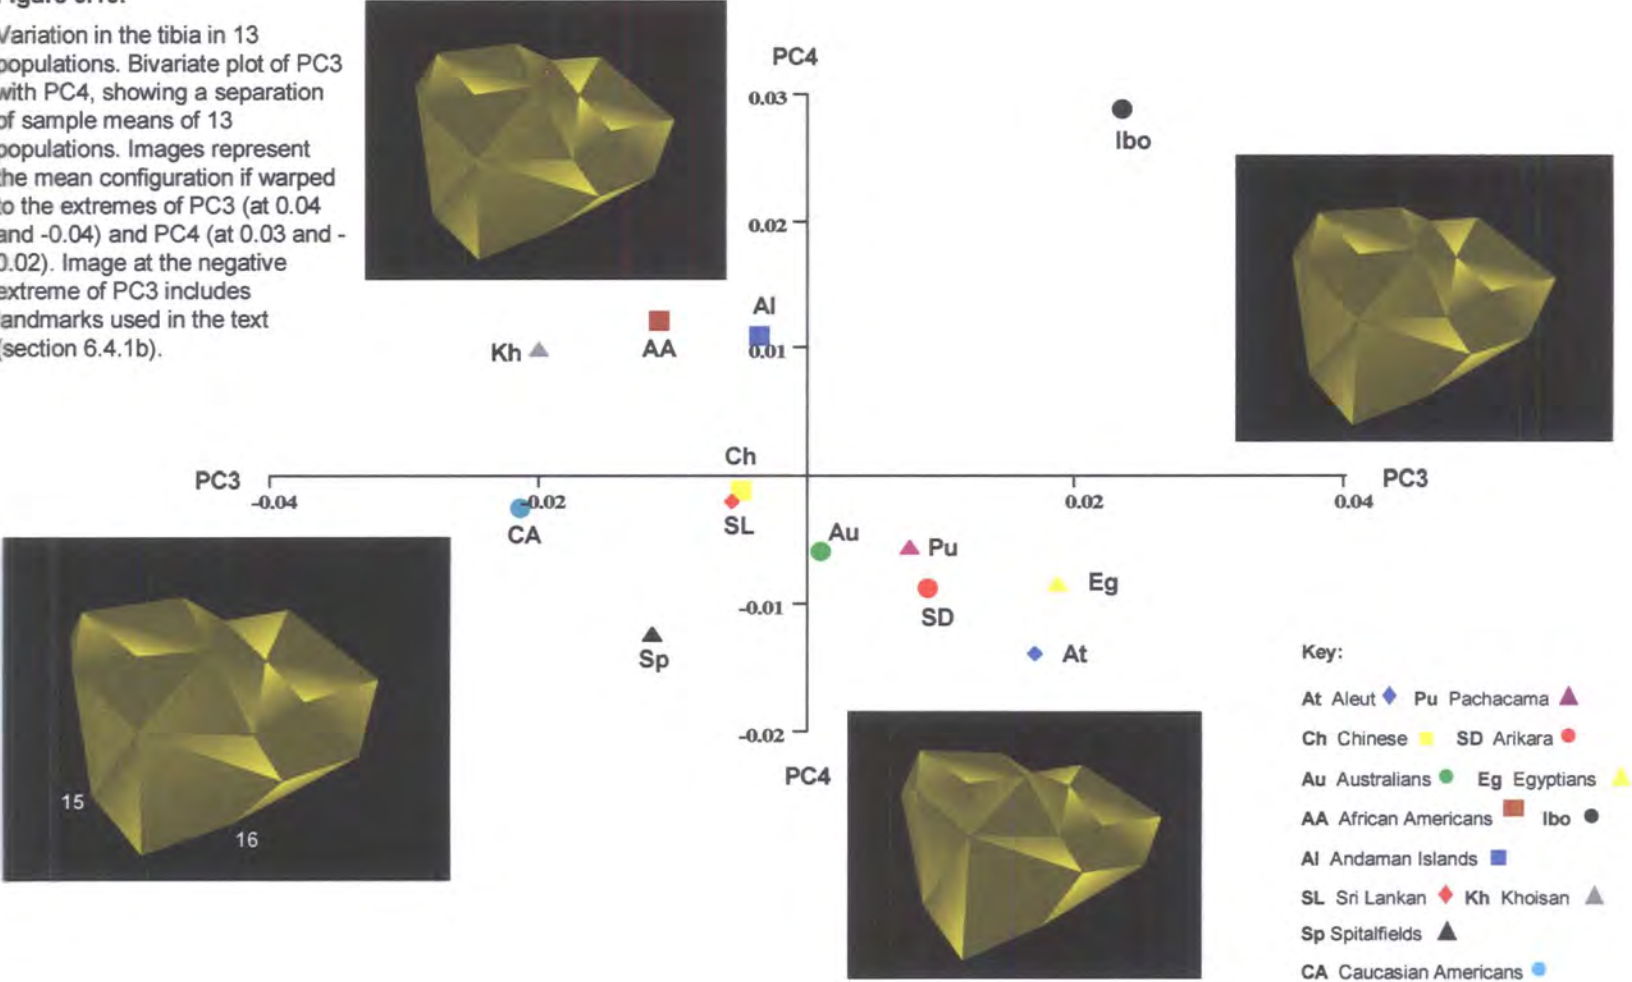 Variation in the tibia in 13
populations. Bivariate plot of PC3
with PC4, showing a separation
of sample means of 13
populations. Images represent
the mean configuration if warped
to the extremes of PC3 (at 0.04
and -0.04) and PC4 (at 0.03 and -
0.02). Image at the negative
extreme of PC3 includes
landmarks used in the text
(section 6.4.1b).
PC4
0.03
Ibo
0.02
AI
0.01
Kh
AA
Ch
PC3
-0.04
-0.02
0.02
0.04
PC3
CA
SL
Au
Pu
Eg
-0.01
SD
Sp
At
-0.02
PC4
15
16
Key:
At Aleut Pu Pachacama
Ch Chinese SD Arikara
Au Australians Eg Egyptians
AA African Americans Ibo
AI Andaman Islands
SL Sri Lankan Kh Khoisan
Sp Spitalfields
CA Caucasian Americans